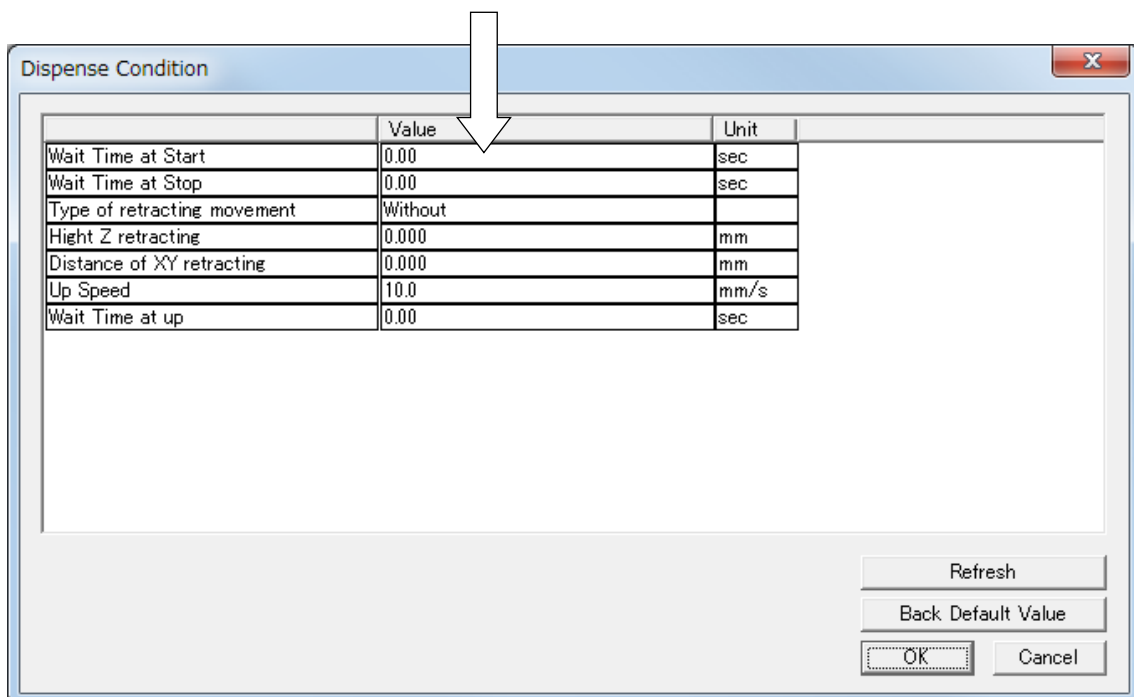 Dispense Condition
Value Unit
Wait Time at Start 0.00 sec
Wait Time at Stop 0.00 sec
Type of retracting movement Without
Hight Z retracting 0.000 mm
Distance of XY retracting 0.000 mm
Up Speed 10.0 mm/s
Wait Time at up 0.00 sec
Refresh
Back Default Value
OK Cancel